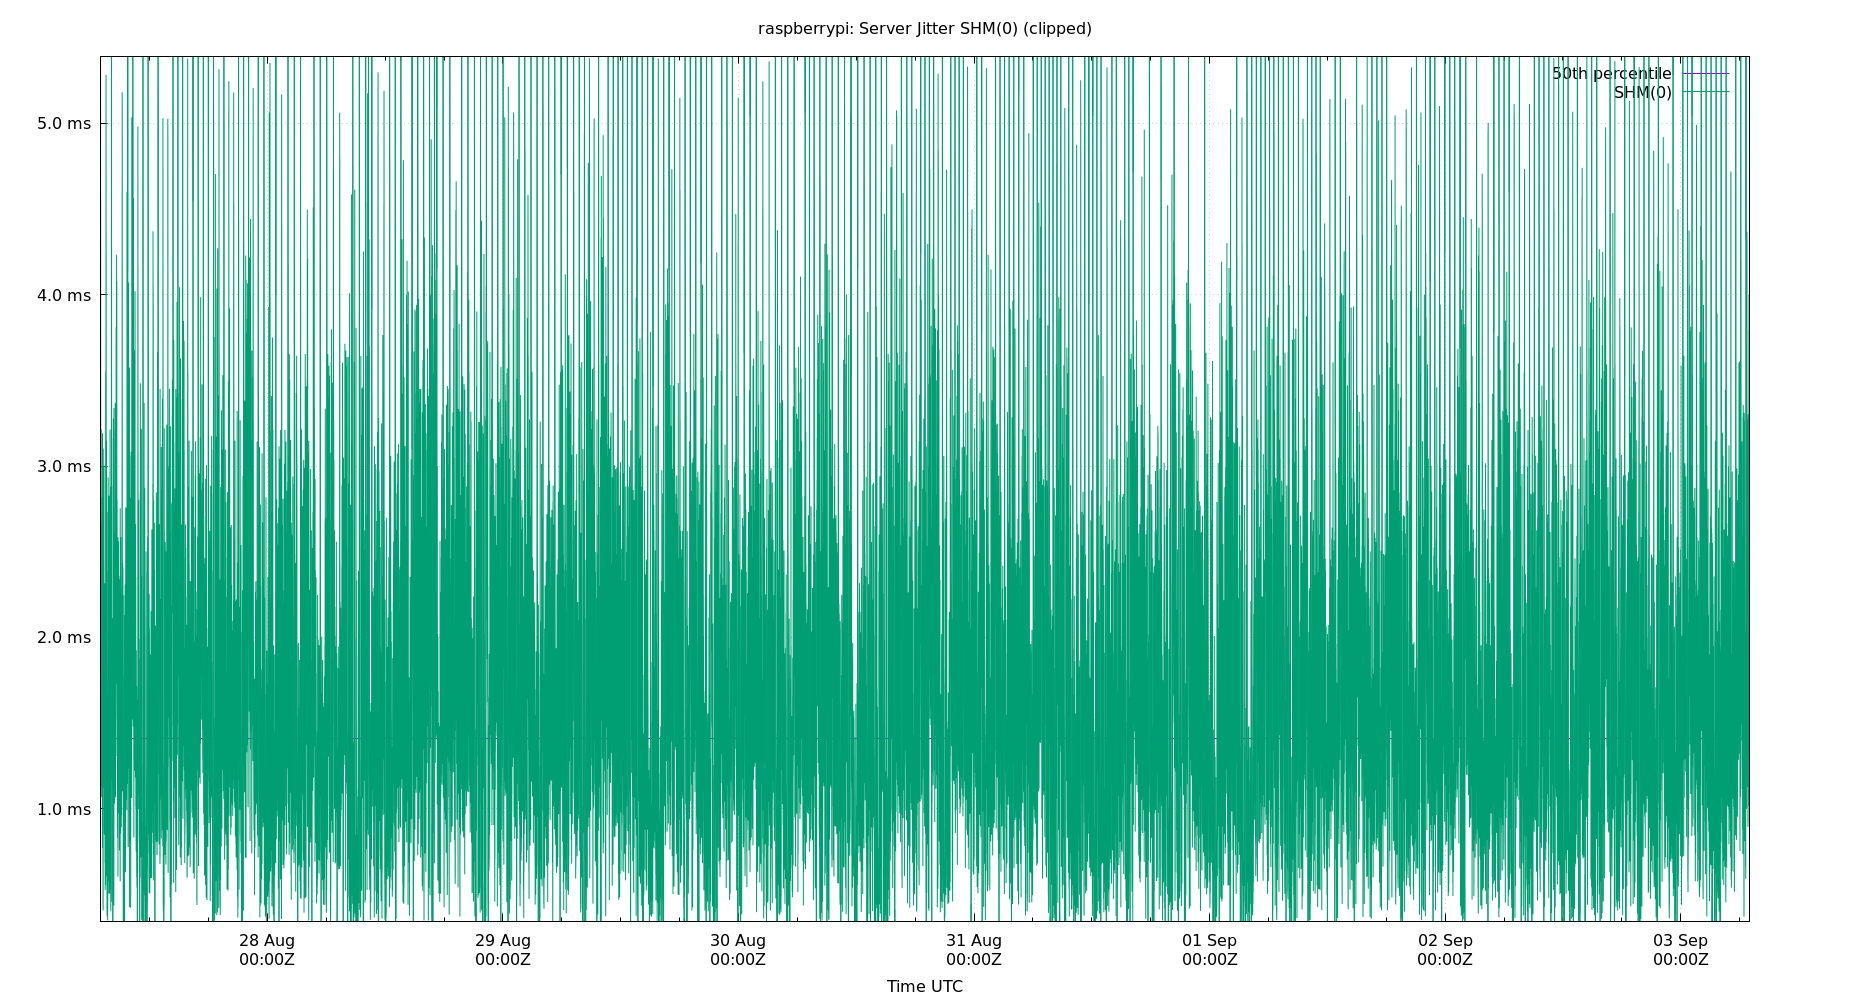 raspberrypi: Server Jitter SHM(0) (clipped)
50th percentile
SHM(0)
5.0 ms
4.0 ms
3.0 ms
2.0 ms
1.0 ms
28 Aug 29 Aug 30 Aug 31 Aug 01 Sep 02 Sep 03 Sep
00:00Z 00:00Z 00:00Z 00:00Z 00:00Z 00:00Z 00:00Z
Time UTC